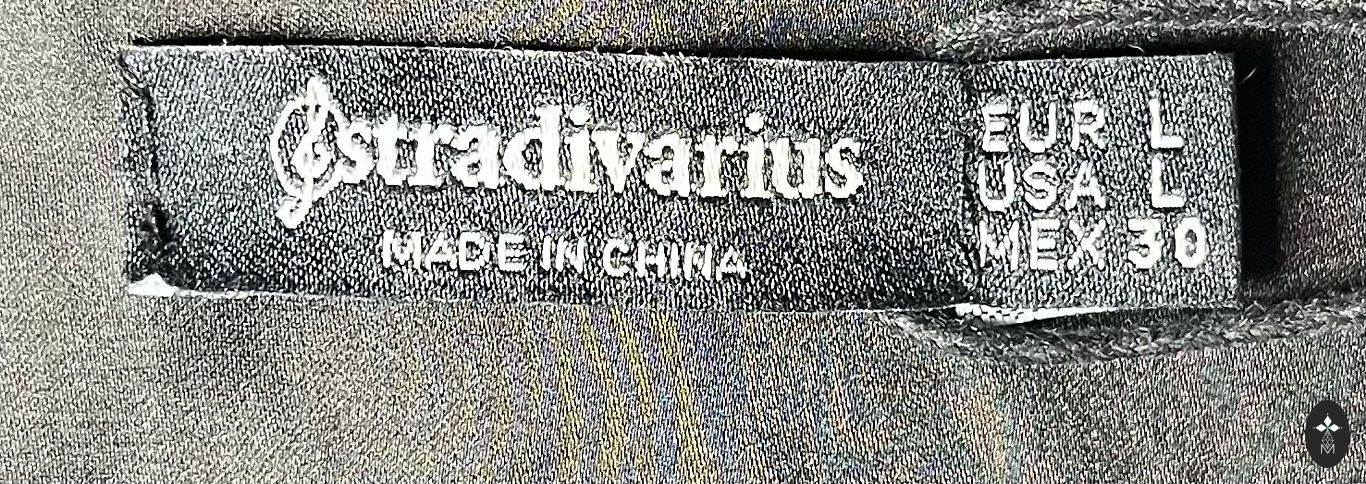 stradivarius
MADE IN CHINA
EUR L
USA L
MEX 30
M